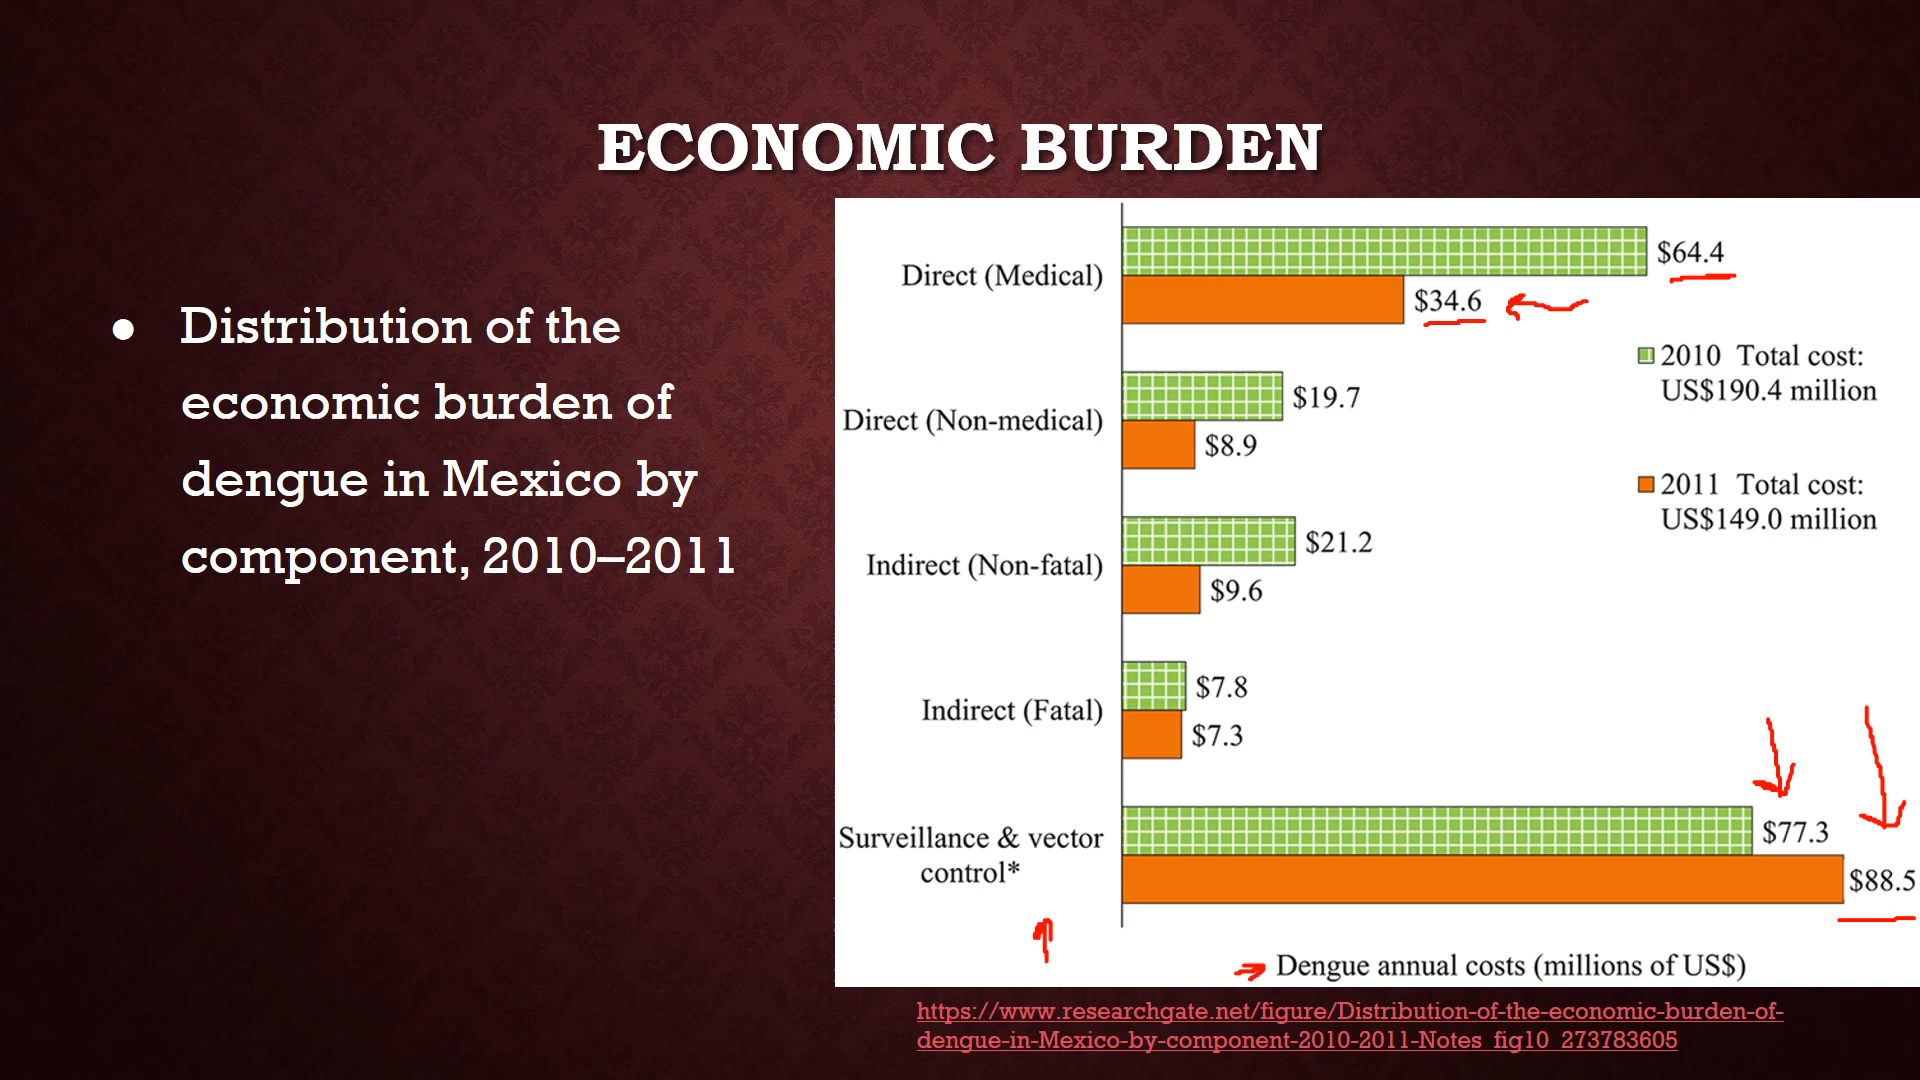 ECONOMIC BURDEN
● Distribution of the
economic burden of
dengue in Mexico by
component, 2010–2011
Direct (Medical)
$64.4
$34.6
Direct (Non-medical)
$19.7
$8.9
Indirect (Non-fatal)
$21.2
$9.6
Indirect (Fatal)
$7.8
$7.3
Surveillance & vector
control*
$77.3
$88.5
2010 Total cost:
US$190.4 million
2011 Total cost:
US$149.0 million
Dengue annual costs (millions of US$)
https://www.researchgate.net/figure/Distribution-of-the-economic-burden-of-
dengue-in-Mexico-by-component-2010-2011-Notes_fig10_273783605